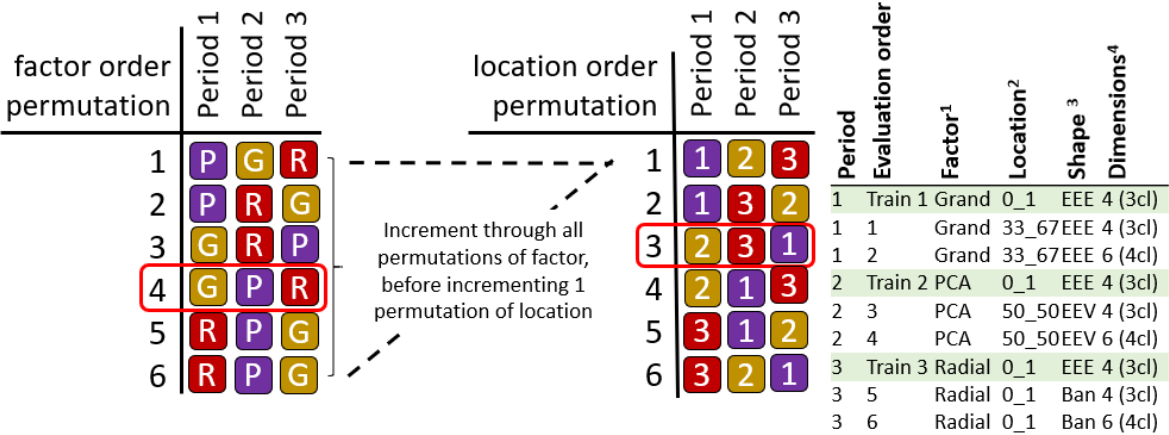 factor order
permutation
Period 1
Period 2
Period 3
1 P G R
2 P R G
3 G R P
4 G P R
5 R P G
6 R P G
Increment through all
permutations of factor,
before incrementing 1
permutation of location
location order
permutation
Period 1
Period 2
Period 3
1 1 2 3
2 1 3 2
3 2 3 1
4 2 1 3
5 3 1 2
6 3 2 1
Period
Evaluation order
Factor¹
Location²
Shape ³
Dimensions⁴
1 Train 1 Grand 0_1 EEE 4 (3cl)
1 1 Grand 33_67 EEE 4 (3cl)
1 2 Grand 33_67 EEE 6 (4cl)
2 Train 2 PCA 0_1 EEE 4 (3cl)
2 3 PCA 50_50 EEV 4 (3cl)
2 4 PCA 50_50 EEV 6 (4cl)
3 Train 3 Radial 0_1 EEE 4 (3cl)
3 5 Radial 0_1 Ban 4 (3cl)
3 6 Radial 0_1 Ban 6 (4cl)